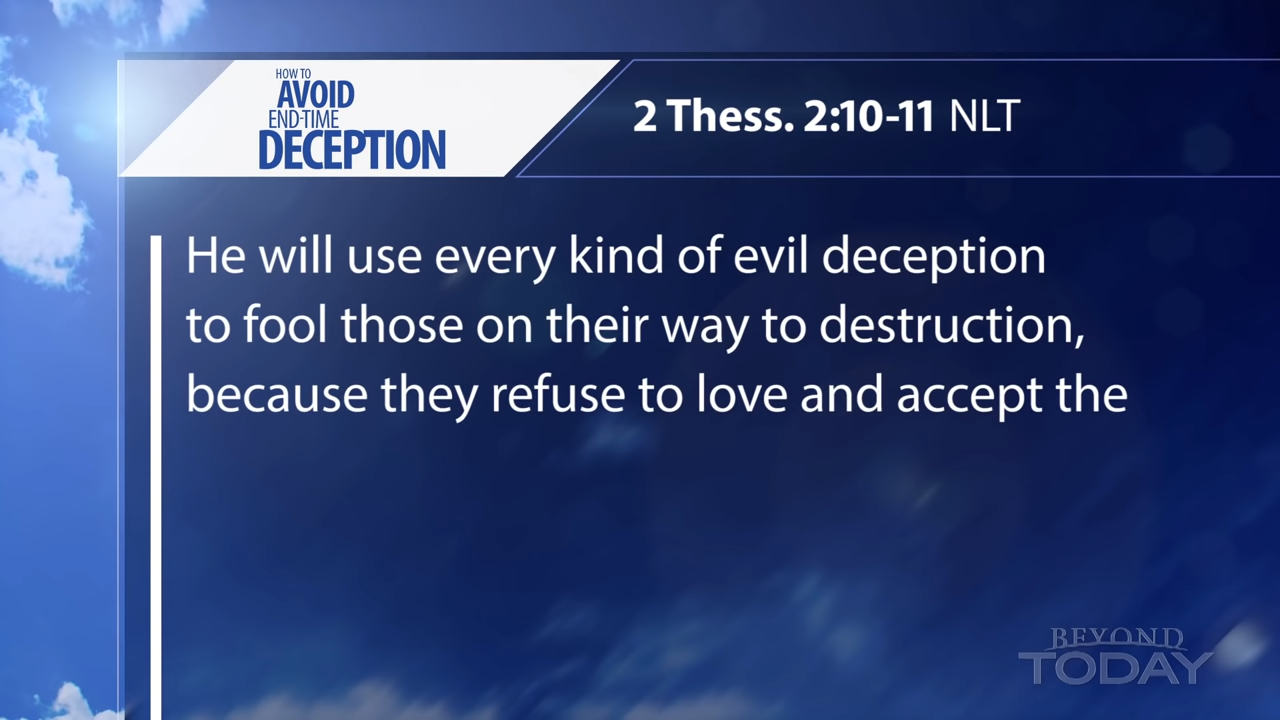 HOW TO
AVOID
END-TIME
DECEPTION
2 Thess. 2:10-11 NLT
He will use every kind of evil deception
to fool those on their way to destruction,
because they refuse to love and accept the
BEYOND
TODAY